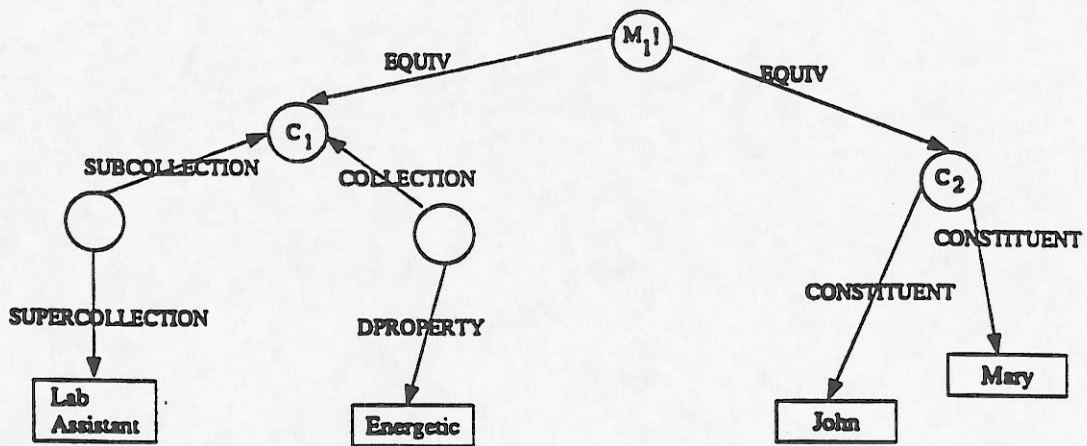 M1!
EQUIV
EQUIV
C1
SUBCOLLECTION
COLLECTION
C2
CONSTITUENT
CONSTITUENT
SUPERCOLLECTION
DPROPERTY
Lab
Assistant
Energetic
John
Mary